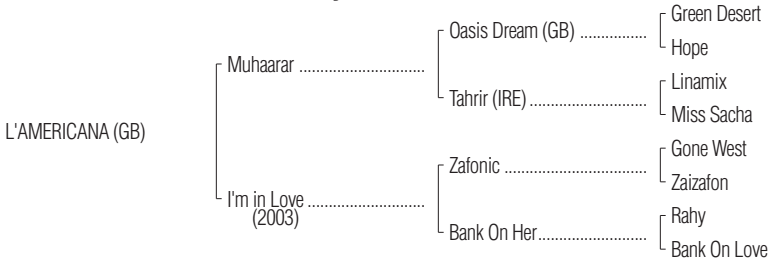 Green Desert
Oasis Dream (GB) ................
Hope
Muhaarar ..............................
Linamix
Tahrir (IRE) ............................
Miss Sacha
L'AMERICANA (GB)
Gone West
Zafonic ..................................
Zaizafon
I'm in Love ............................
(2003)
Rahy
Bank On Her..........................
Bank On Love